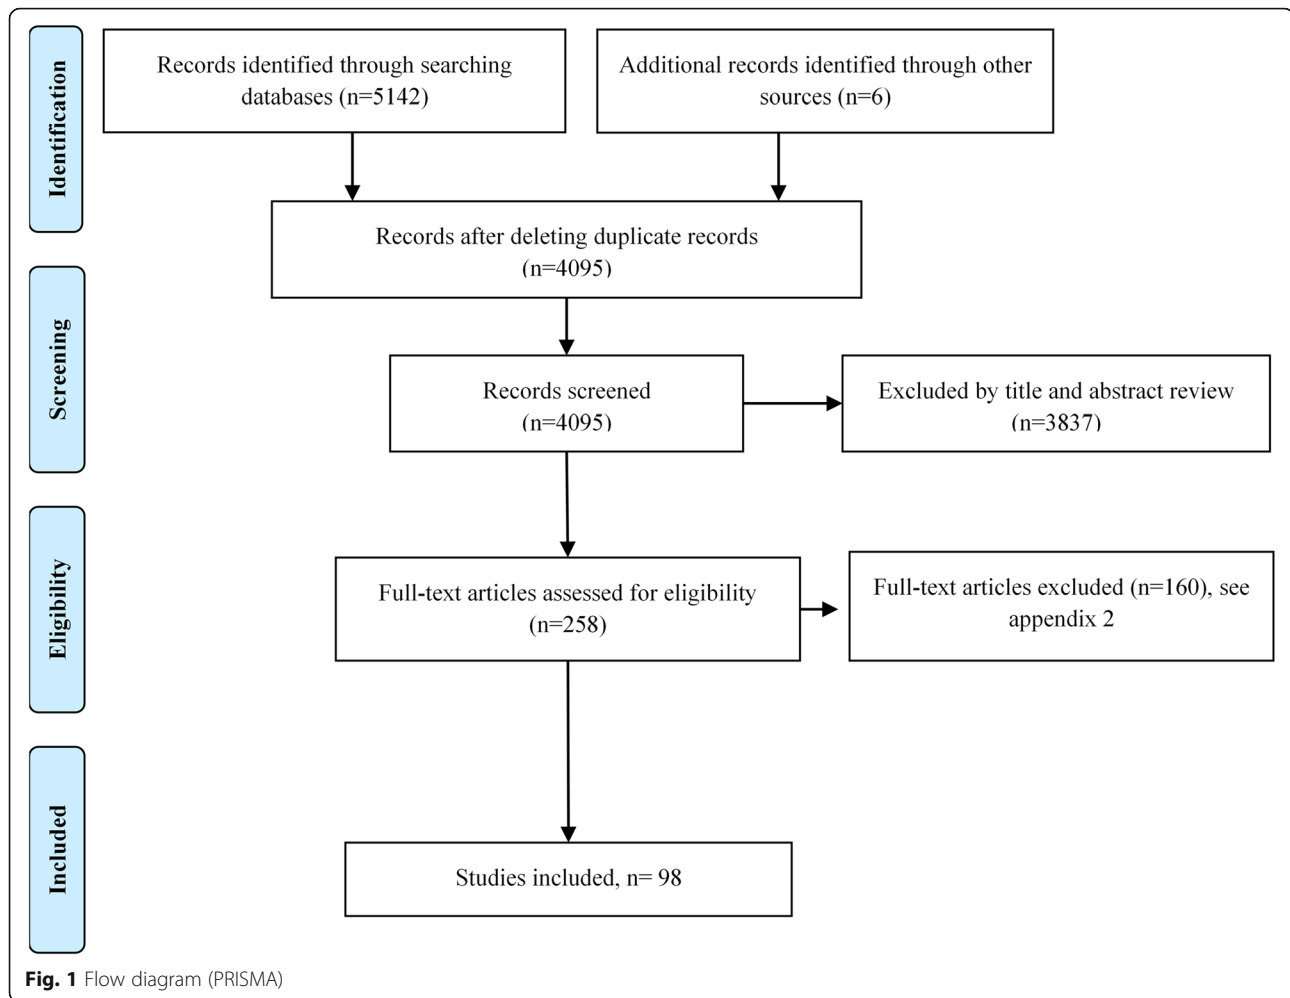 Identification
Records identified through searching
databases (n=5142)
Additional records identified through other
sources (n=6)
Records after deleting duplicate records
(n=4095)
Screening
Records screened
(n=4095)
Excluded by title and abstract review
(n=3837)
Eligibility
Full-text articles assessed for eligibility
(n=258)
Full-text articles excluded (n=160), see
appendix 2
Included
Studies included, n= 98
Fig. 1 Flow diagram (PRISMA)